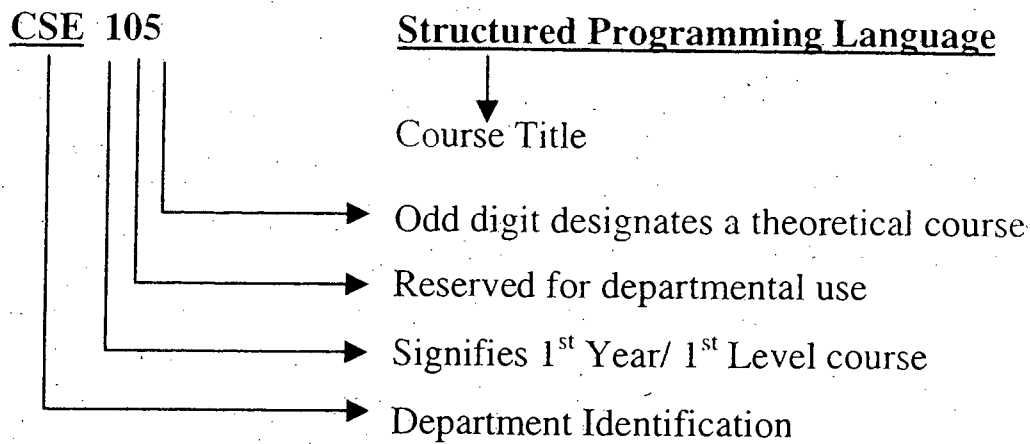 CSE 105 Structured Programming Language
Course Title
Odd digit designates a theoretical course
Reserved for departmental use
Signifies 1st Year/ 1st Level course
Department Identification